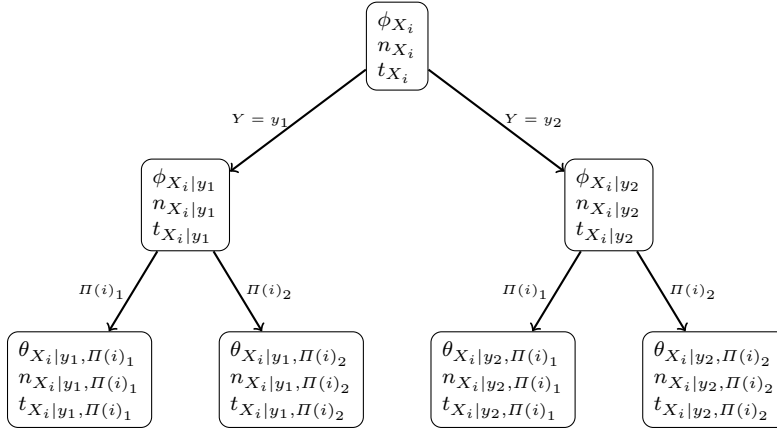 ϕ_{X_i}
n_{X_i}
t_{X_i}
Y = y_1
Y = y_2
ϕ_{X_i|y_1}
n_{X_i|y_1}
t_{X_i|y_1}
ϕ_{X_i|y_2}
n_{X_i|y_2}
t_{X_i|y_2}
Π(i)_1
Π(i)_2
Π(i)_1
Π(i)_2
θ_{X_i|y_1,Π(i)_1}
n_{X_i|y_1,Π(i)_1}
t_{X_i|y_1,Π(i)_1}
θ_{X_i|y_1,Π(i)_2}
n_{X_i|y_1,Π(i)_2}
t_{X_i|y_1,Π(i)_2}
θ_{X_i|y_2,Π(i)_1}
n_{X_i|y_2,Π(i)_1}
t_{X_i|y_2,Π(i)_1}
θ_{X_i|y_2,Π(i)_2}
n_{X_i|y_2,Π(i)_2}
t_{X_i|y_2,Π(i)_2}